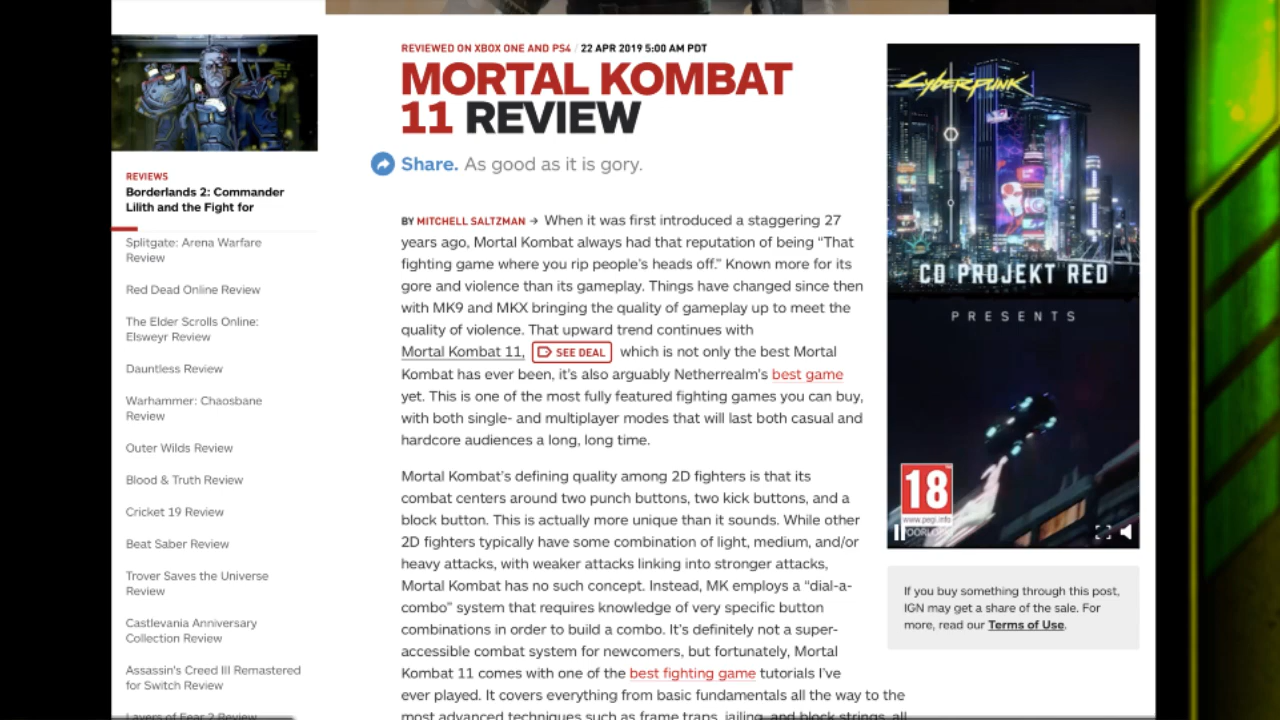 REVIEWS
Borderlands 2: Commander
Lilith and the Fight for
Splitgate: Arena Warfare
Review
Red Dead Online Review
The Elder Scrolls Online:
Elsweyr Review
Dauntless Review
Warhammer: Chaosbane
Review
Outer Wilds Review
Blood & Truth Review
Cricket 19 Review
Beat Saber Review
Trover Saves the Universe
Review
Castlevania Anniversary
Collection Review
Assassin's Creed III Remastered
for Switch Review
Layers of Fear 2 Review
REVIEWED ON XBOX ONE AND PS4 / 22 APR 2019 5:00 AM PDT
MORTAL KOMBAT
11 REVIEW
Share. As good as it is gory.
BY MITCHELL SALTZMAN → When it was first introduced a staggering 27
years ago, Mortal Kombat always had that reputation of being “That
fighting game where you rip people’s heads off.” Known more for its
gore and violence than its gameplay. Things have changed since then
with MK9 and MKX bringing the quality of gameplay up to meet the
quality of violence. That upward trend continues with
Mortal Kombat 11, SEE DEAL which is not only the best Mortal
Kombat has ever been, it’s also arguably Netherrealm’s best game
yet. This is one of the most fully featured fighting games you can buy,
with both single- and multiplayer modes that will last both casual and
hardcore audiences a long, long time.
Mortal Kombat’s defining quality among 2D fighters is that its
combat centers around two punch buttons, two kick buttons, and a
block button. This is actually more unique than it sounds. While other
2D fighters typically have some combination of light, medium, and/or
heavy attacks, with weaker attacks linking into stronger attacks,
Mortal Kombat has no such concept. Instead, MK employs a “dial-a-
combo” system that requires knowledge of very specific button
combinations in order to build a combo. It’s definitely not a super-
accessible combat system for newcomers, but fortunately, Mortal
Kombat 11 comes with one of the best fighting game tutorials I’ve
ever played. It covers everything from basic fundamentals all the way to the
most advanced techniques such as frame traps, jailing, and block strings, all
CYBERPUNK
CD PROJEKT RED
PRESENTS
18
www.pegi.info
If you buy something through this post,
IGN may get a share of the sale. For
more, read our Terms of Use.